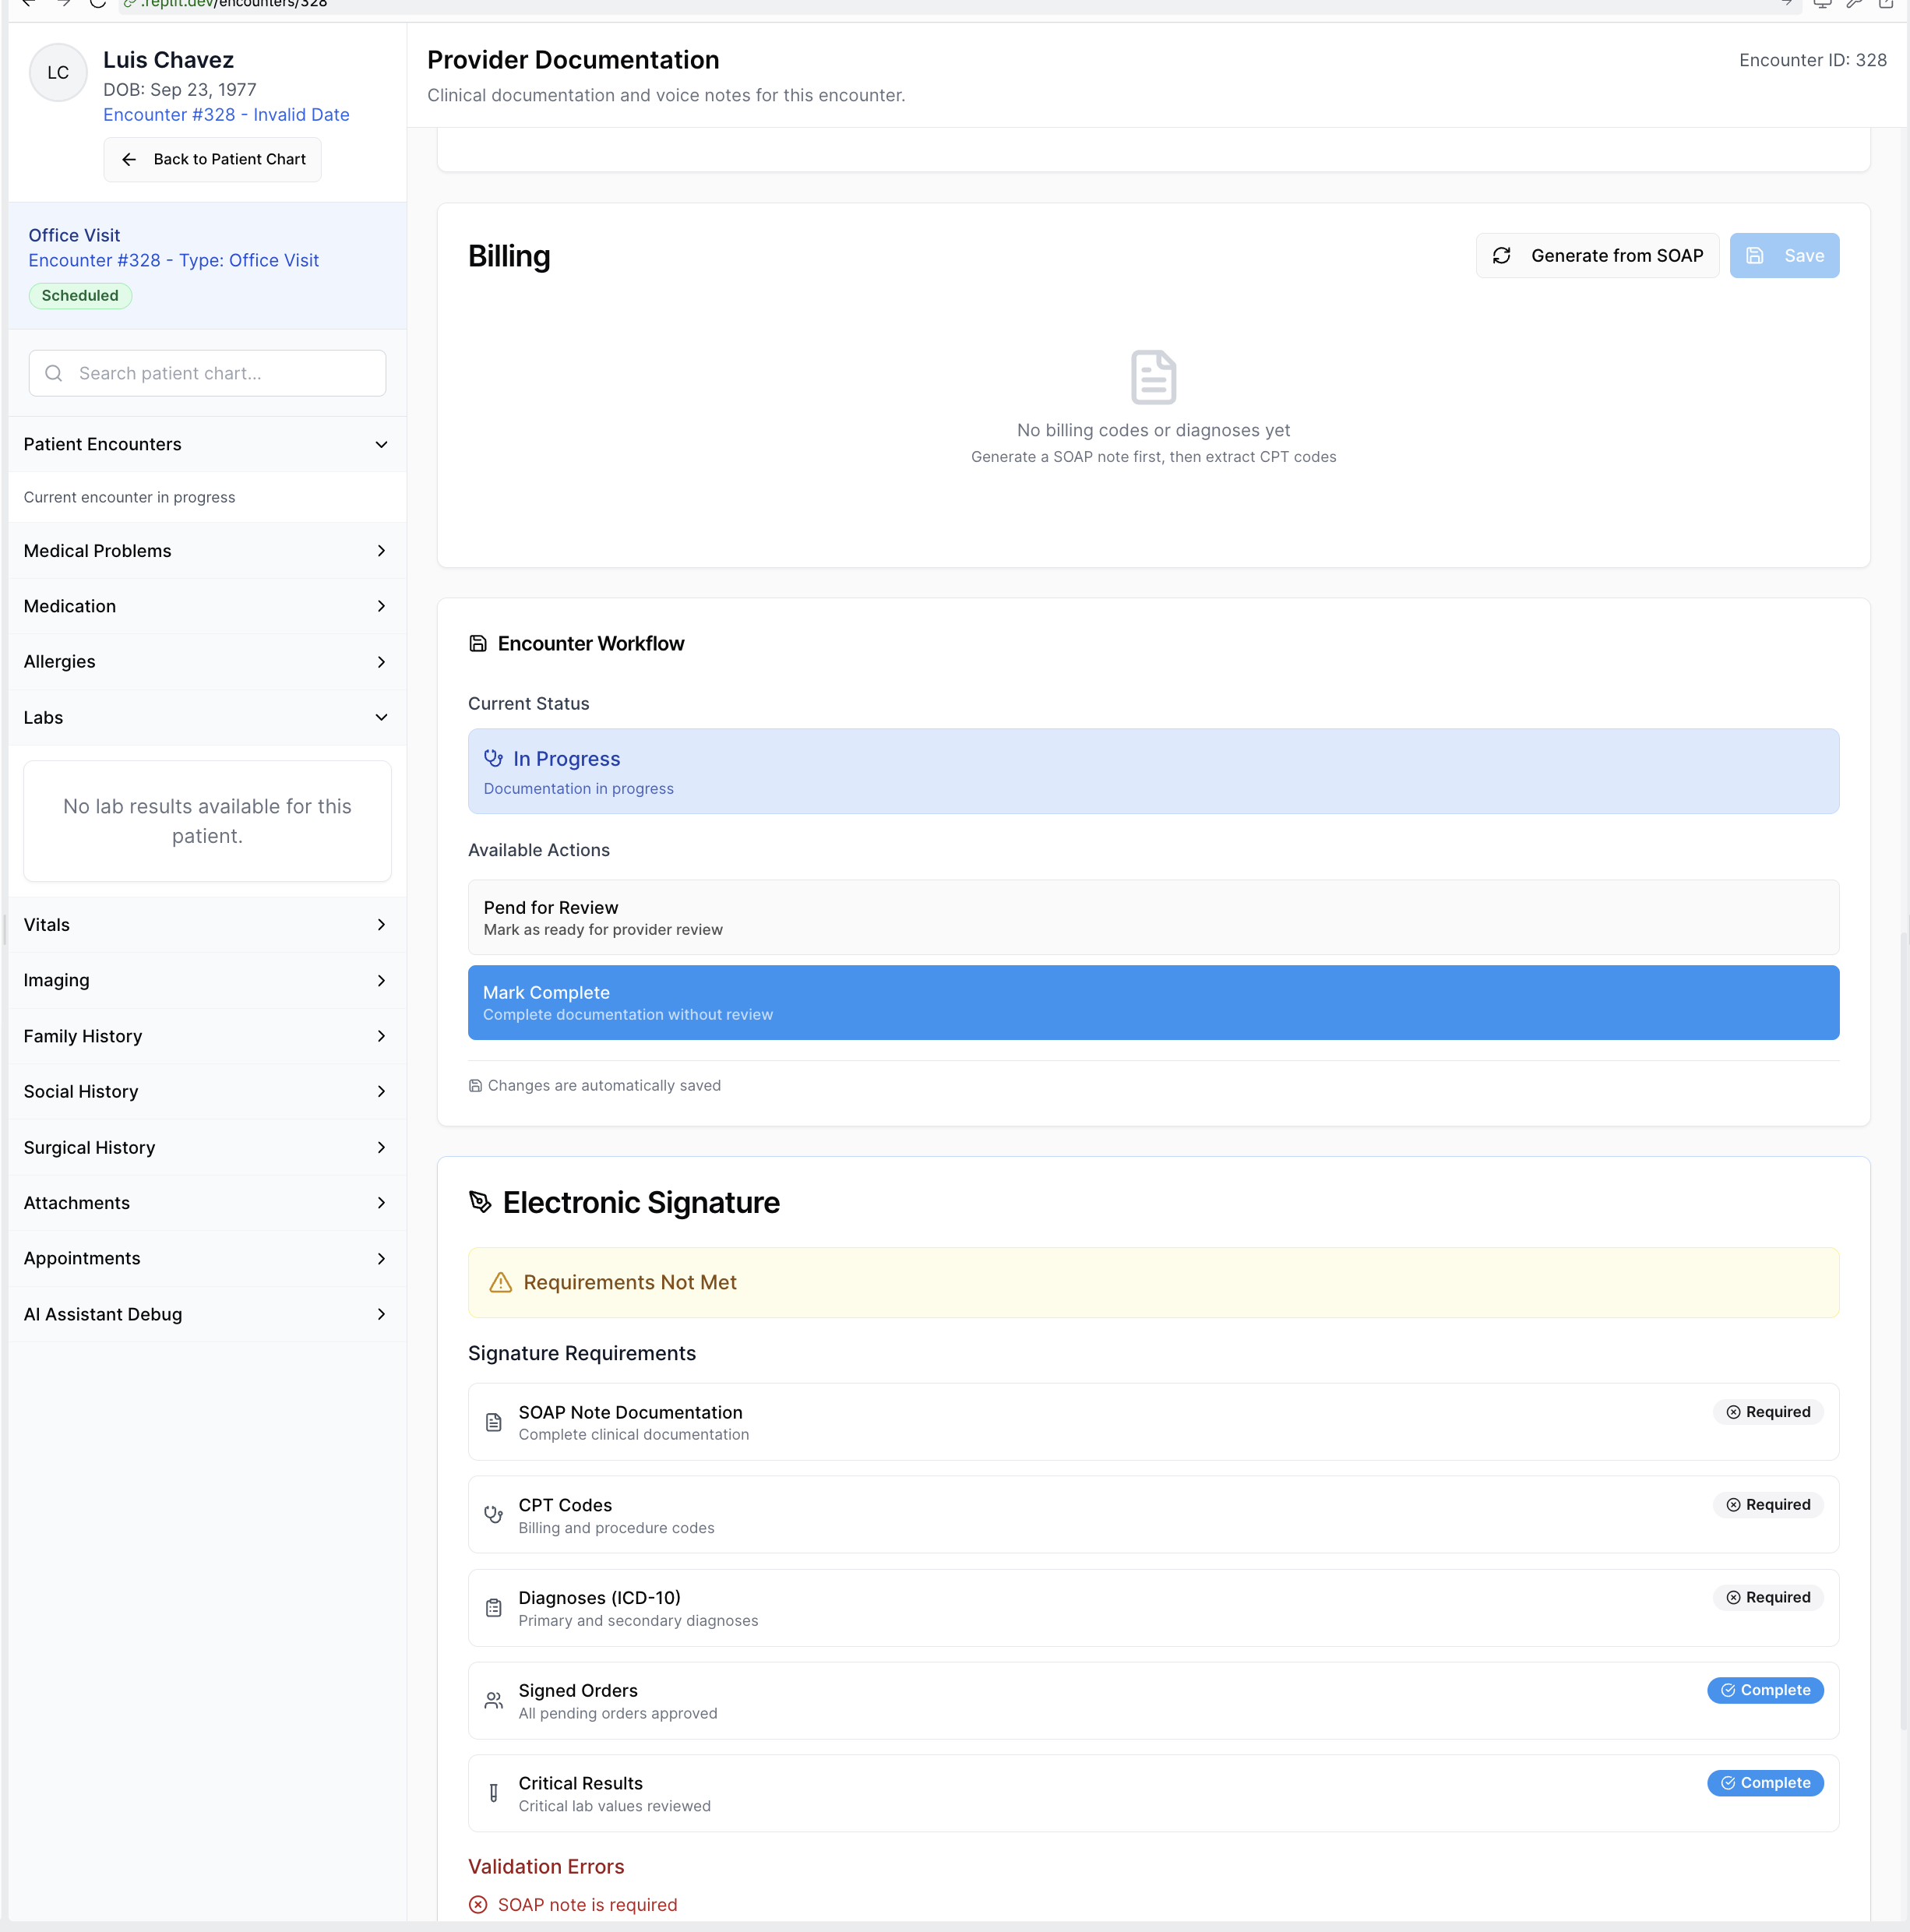 .replit.dev/encounters/328
LC
Luis Chavez
DOB: Sep 23, 1977
Encounter #328 - Invalid Date
Back to Patient Chart
Office Visit
Encounter #328 - Type: Office Visit
Scheduled
Search patient chart...
Patient Encounters
Current encounter in progress
Medical Problems
Medication
Allergies
Labs
No lab results available for this
patient.
Vitals
Imaging
Family History
Social History
Surgical History
Attachments
Appointments
AI Assistant Debug
Provider Documentation
Encounter ID: 328
Clinical documentation and voice notes for this encounter.
Billing
Generate from SOAP
Save
No billing codes or diagnoses yet
Generate a SOAP note first, then extract CPT codes
Encounter Workflow
Current Status
In Progress
Documentation in progress
Available Actions
Pend for Review
Mark as ready for provider review
Mark Complete
Complete documentation without review
Changes are automatically saved
Electronic Signature
Requirements Not Met
Signature Requirements
SOAP Note Documentation
Required
Complete clinical documentation
CPT Codes
Required
Billing and procedure codes
Diagnoses (ICD-10)
Required
Primary and secondary diagnoses
Signed Orders
Complete
All pending orders approved
Critical Results
Complete
Critical lab values reviewed
Validation Errors
SOAP note is required